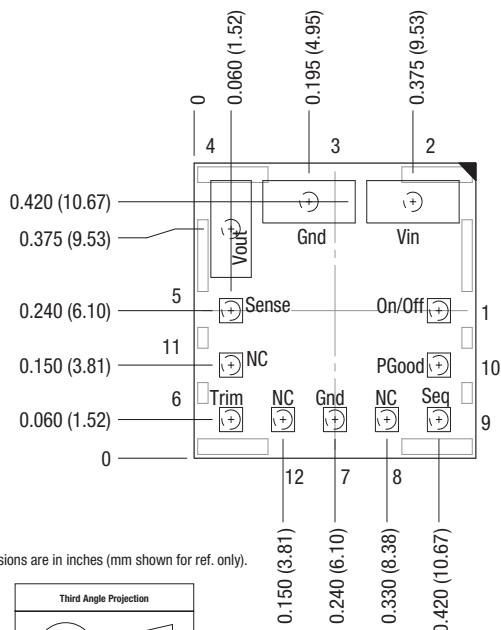 0
0.060 (1.52)
0.195 (4.95)
0.375 (9.53)
4
3
2
0.420 (10.67)
0.375 (9.53)
Vout
Gnd
Vin
0.240 (6.10)
5
Sense
On/Off
1
11
0.150 (3.81)
NC
PGood
10
6
0.060 (1.52)
Trim
NC
Gnd
NC
Seq
9
0
12
7
8
0.150 (3.81)
0.240 (6.10)
0.330 (8.38)
0.420 (10.67)
sions are in inches (mm shown for ref. only).
Third Angle Projection